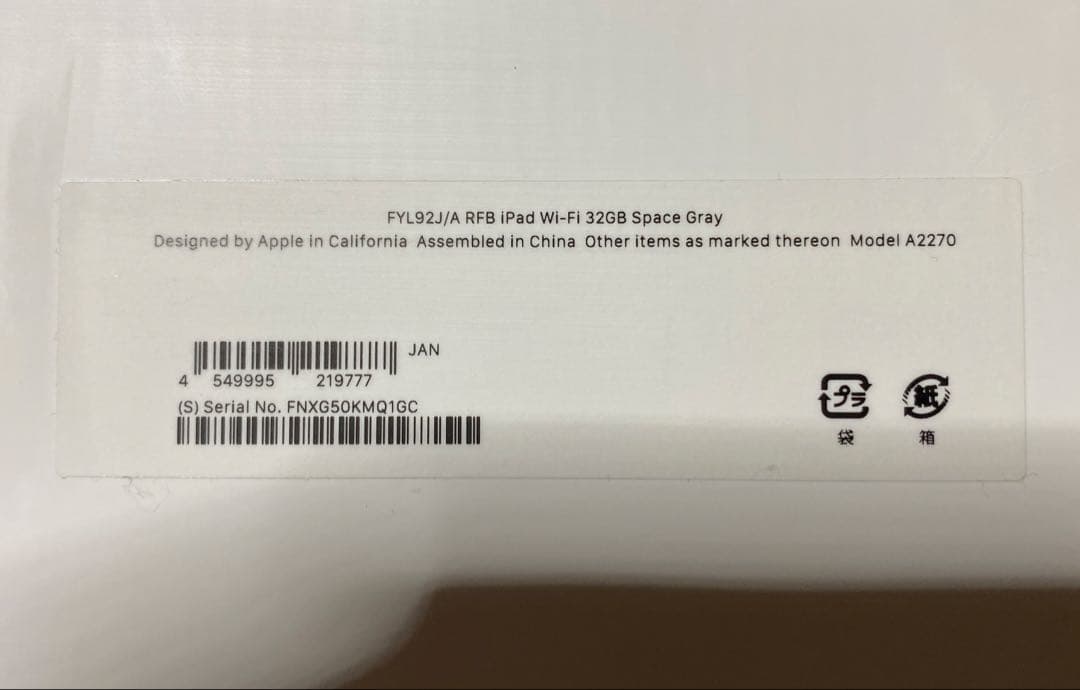 FYL92J/A RFB iPad Wi-Fi 32GB Space Gray
Designed by Apple in California Assembled in China Other items as marked thereon Model A2270
JAN
4 549995 219777
(S) Serial No. FNXG50KMQ1GC
プラ 紙
袋 箱